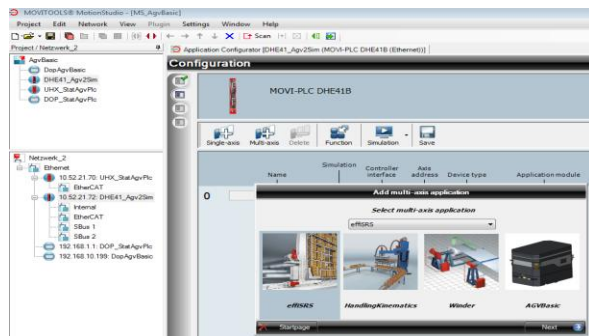 MOVITOOLS® MotionStudio - [MS_AgvBasic]
Project Edit Network View Plugin Settings Window Help
Scan
Project / Netzwerk_2
Application Configurator [DHE41_Agv2Sim (MOVI-PLC DHE41B (Ethernet))]
AgvBasic
DopAgvBasic
DHE41_Agv2Sim
UHX_StatAgvPlc
DOP_StatAgvPlc
Configuration
MOVI-PLC DHE41B
Single-axis Multi-axis Delete Function Simulation Save
Netzwerk_2
Ethernet
10.52.21.70: UHX_StatAgvPlc
EtherCAT
10.52.21.72: DHE41_Agv2Sim
Internal
EtherCAT
SBus 1
SBus 2
192.168.1.1: DOP_StatAgvPlc
192.168.10.199: DopAgvBasic
Name Simulation Controller interface Axis address Device type Application module
0
Add multi-axis application
Select multi-axis application
effiSRS
effiSRS HandlingKinematics Winder AGVBasic
Startpage Next